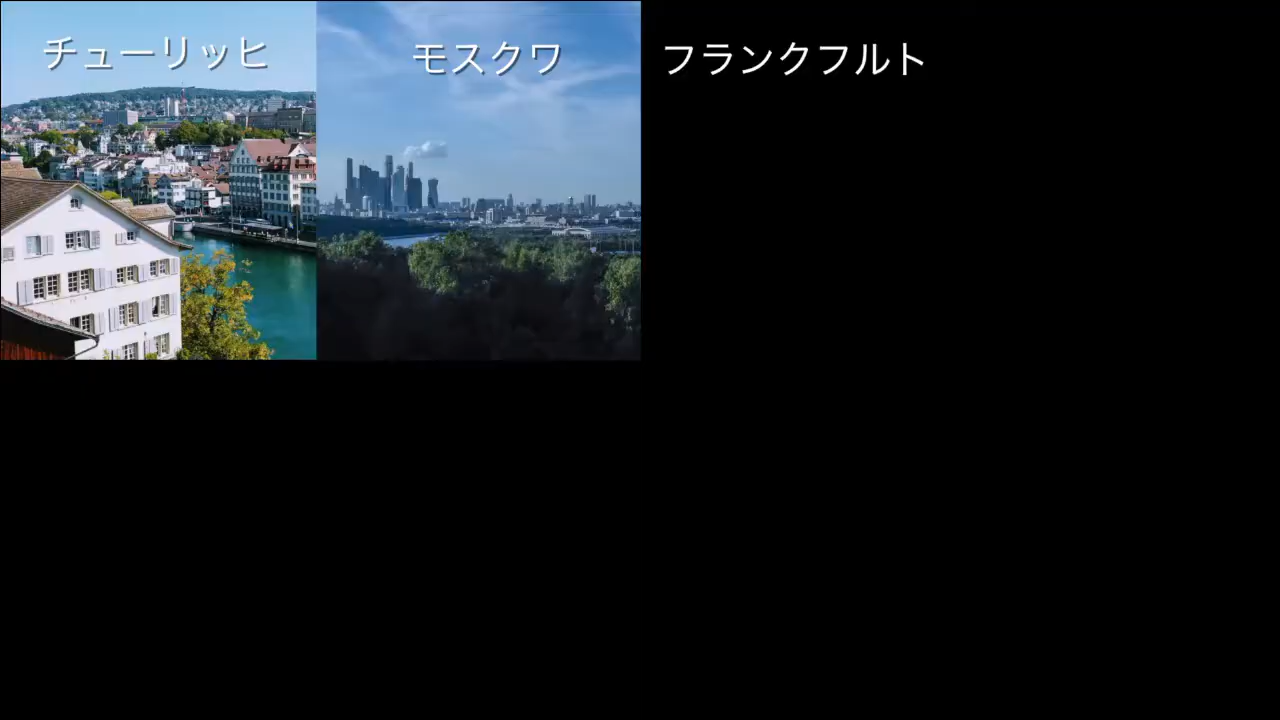 チューリッヒ
モスクワ
フランクフルト